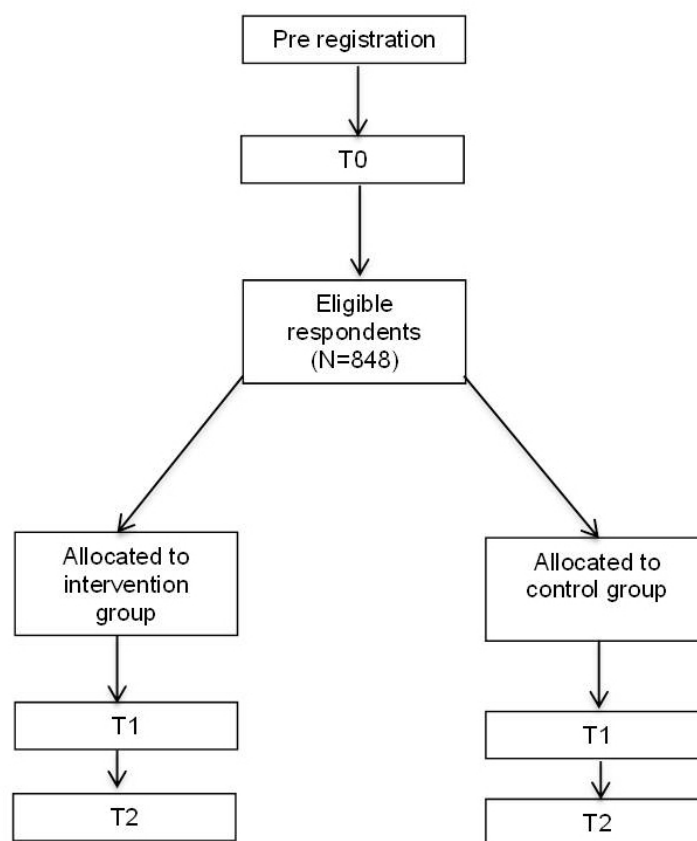 Pre registration
T0
Eligible
respondents
(N=848)
Allocated to
intervention
group
Allocated to
control group
T1
T1
T2
T2